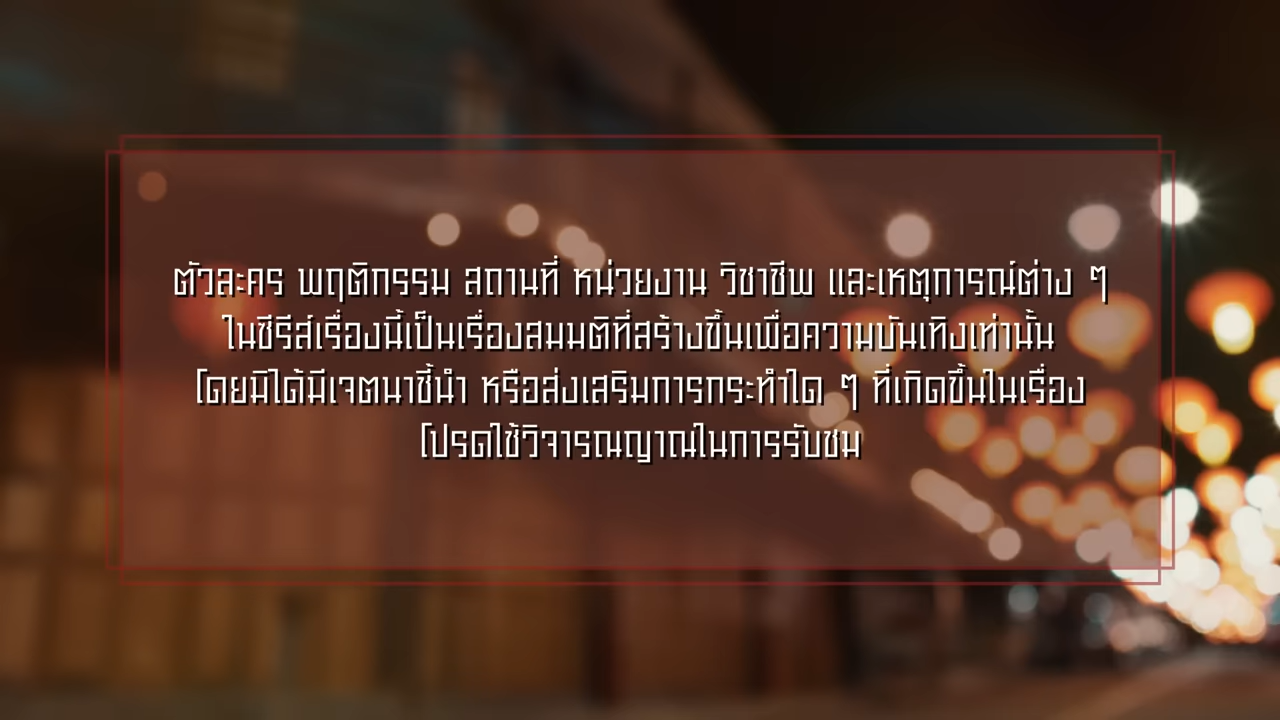 ตัวละคร พฤติกรรม สถานที่ หน่วยงาน วิชาชีพ และเหตุการณ์ต่าง ๆ
ในซีรีส์เรื่องนี้เป็นเรื่องสมมติที่สร้างขึ้นเพื่อความบันเทิงเท่านั้น
โดยมิได้มีเจตนาชี้นำ หรือส่งเสริมการกระทำใด ๆ ที่เกิดขึ้นในเรื่อง
โปรดใช้วิจารณญาณในการรับชม